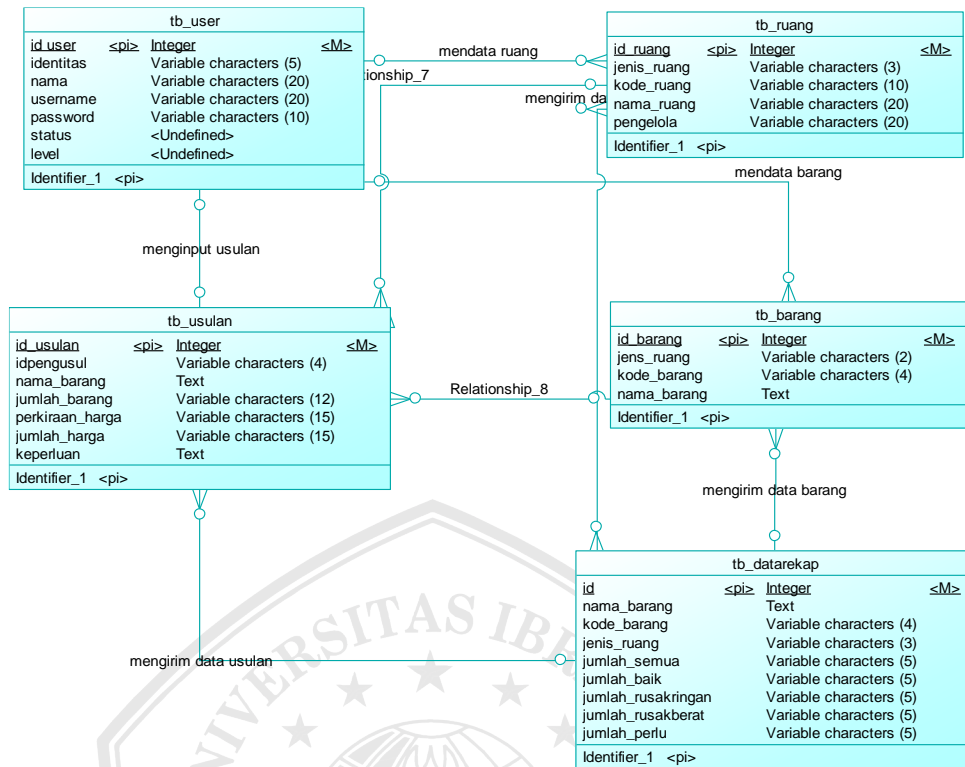 tb_user
id_user <pi> Integer <M>
identitas Variable characters (5)
nama Variable characters (20)
username Variable characters (20)
password Variable characters (10)
status <Undefined>
level <Undefined>
Identifier_1 <pi>
tb_ruang
id_ruang <pi> Integer <M>
jenis_ruang Variable characters (3)
kode_ruang Variable characters (10)
nama_ruang Variable characters (20)
pengelola Variable characters (20)
Identifier_1 <pi>
mendata ruang
tionship_7
mengirim da
mendata barang
menginput usulan
tb_usulan
id_usulan <pi> Integer <M>
idpengusul Variable characters (4)
nama_barang Text
jumlah_barang Variable characters (12)
perkiraan_harga Variable characters (15)
jumlah_harga Variable characters (15)
keperluan Text
Identifier_1 <pi>
tb_barang
id_barang <pi> Integer <M>
jens_ruang Variable characters (2)
kode_barang Variable characters (4)
nama_barang Text
Identifier_1 <pi>
Relationship_8
mengirim data barang
mengirim data usulan
tb_datarekap
id <pi> Integer <M>
nama_barang Text
kode_barang Variable characters (4)
jenis_ruang Variable characters (3)
jumlah_semua Variable characters (5)
jumlah_baik Variable characters (5)
jumlah_rusakringan Variable characters (5)
jumlah_rusakberat Variable characters (5)
jumlah_perlu Variable characters (5)
Identifier_1 <pi>
UNIVERSITAS IBR